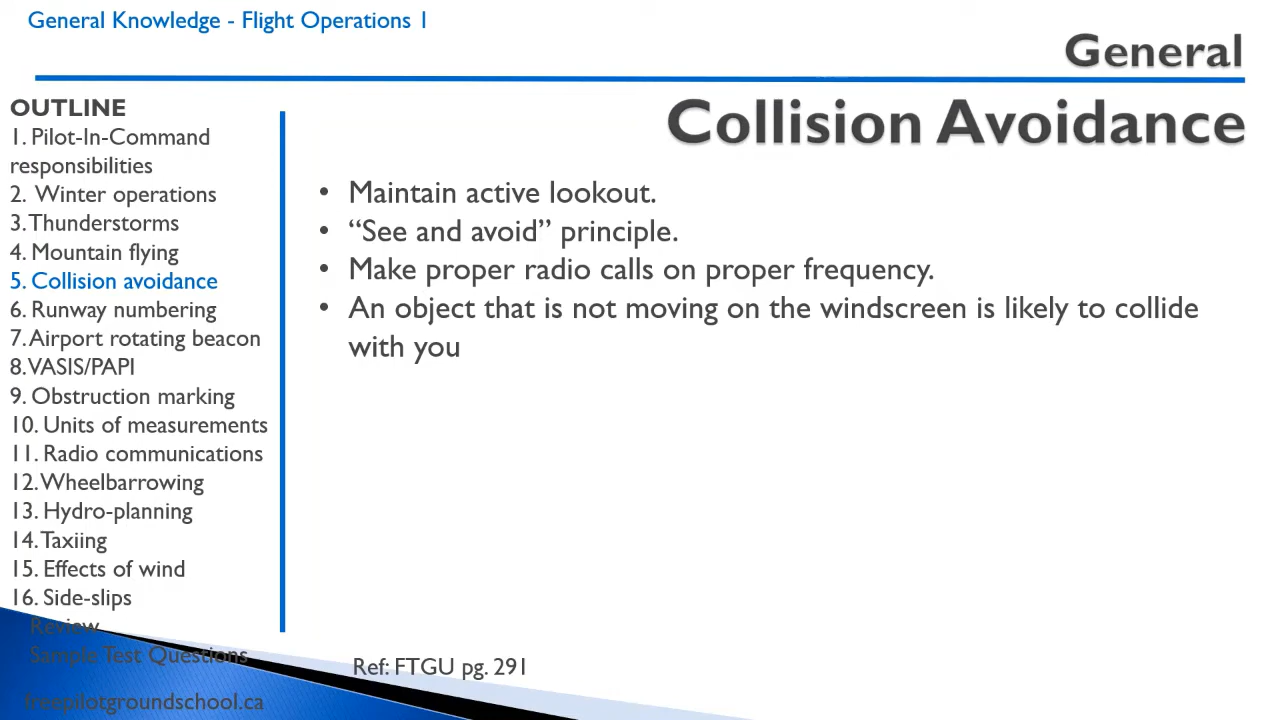 General Knowledge - Flight Operations 1
General
Collision Avoidance
OUTLINE
1. Pilot-In-Command
responsibilities
2. Winter operations
3. Thunderstorms
4. Mountain flying
5. Collision avoidance
6. Runway numbering
7. Airport rotating beacon
8. VASIS/PAPI
9. Obstruction marking
10. Units of measurements
11. Radio communications
12. Wheelbarrowing
13. Hydro-planning
14. Taxiing
15. Effects of wind
16. Side-slips
Review
Sample Test Questions
freepilotgroundschool.ca
• Maintain active lookout.
• “See and avoid” principle.
• Make proper radio calls on proper frequency.
• An object that is not moving on the windscreen is likely to collide
with you
Ref: FTGU pg. 291